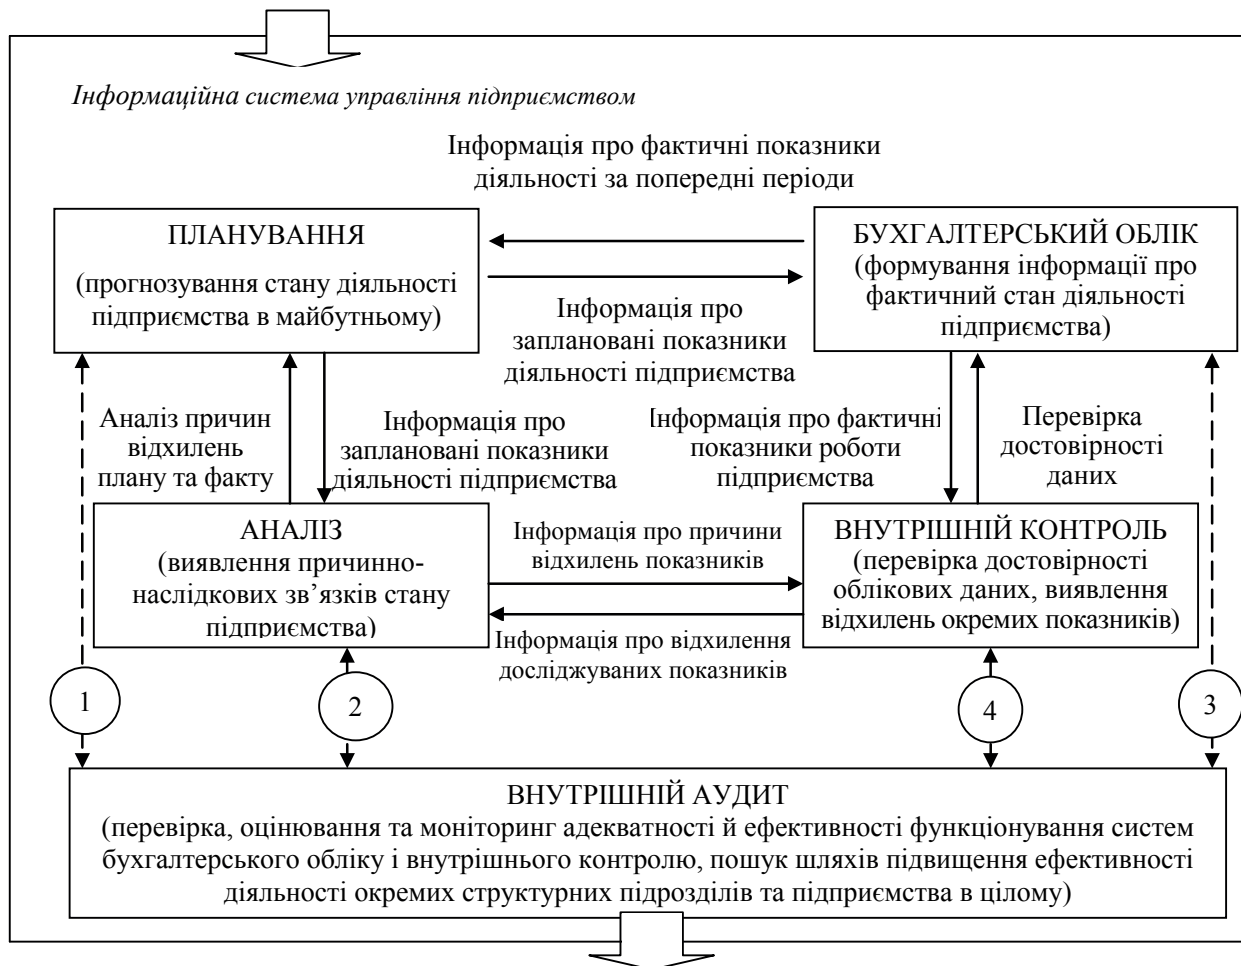 Інформаційна система управління підприємством
Інформація про фактичні показники
діяльності за попередні періоди
ПЛАНУВАННЯ
(прогнозування стану діяльності
підприємства в майбутньому)
БУХГАЛТЕРСЬКИЙ ОБЛІК
(формування інформації про
фактичний стан діяльності
підприємства)
Інформація про
заплановані показники
діяльності підприємства
Аналіз причин
відхилень
плану та факту
Інформація про
заплановані показники
діяльності підприємства
Інформація про фактичні
показники роботи
підприємства
Перевірка
достовірності
даних
АНАЛІЗ
(виявлення причинно-
наслідкових зв’язків стану
підприємства)
Інформація про причини
відхилень показників
Інформація про відхилення
досліджуваних показників
ВНУТРІШНІЙ КОНТРОЛЬ
(перевірка достовірності
облікових даних, виявлення
відхилень окремих показників)
1
2
4
3
ВНУТРІШНІЙ АУДИТ
(перевірка, оцінювання та моніторинг адекватності й ефективності функціонування систем
бухгалтерського обліку і внутрішнього контролю, пошук шляхів підвищення ефективності
діяльності окремих структурних підрозділів та підприємства в цілому)